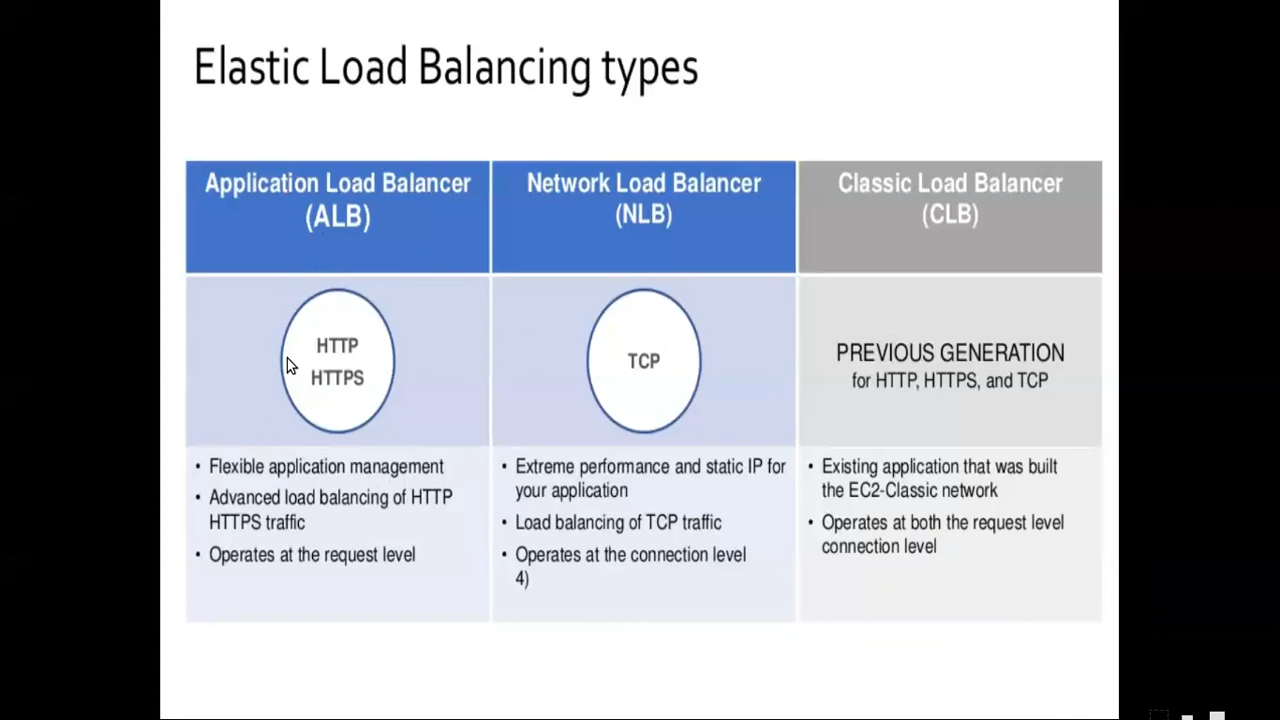 Elastic Load Balancing types
Application Load Balancer
(ALB)
Network Load Balancer
(NLB)
Classic Load Balancer
(CLB)
HTTP
HTTPS
TCP
PREVIOUS GENERATION
for HTTP, HTTPS, and TCP
• Flexible application management
• Advanced load balancing of HTTP
HTTPS traffic
• Operates at the request level
• Extreme performance and static IP for
your application
• Load balancing of TCP traffic
• Operates at the connection level
4)
• Existing application that was built
the EC2-Classic network
• Operates at both the request level
connection level